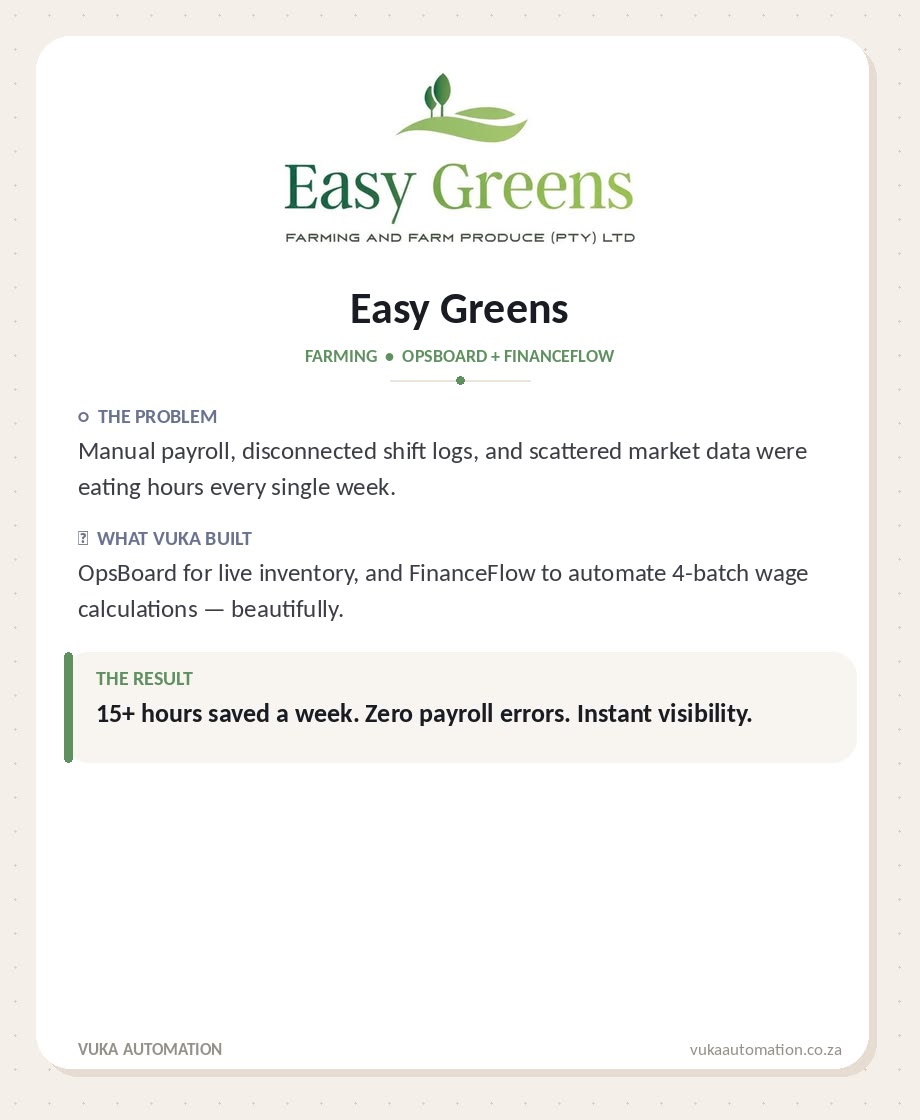 Easy Greens
FARMING AND FARM PRODUCE (PTY) LTD
Easy Greens
FARMING ● OPSBOARD + FINANCEFLOW
THE PROBLEM
Manual payroll, disconnected shift logs, and scattered market data were
eating hours every single week.
WHAT VUKA BUILT
OpsBoard for live inventory, and FinanceFlow to automate 4-batch wage
calculations — beautifully.
THE RESULT
15+ hours saved a week. Zero payroll errors. Instant visibility.
VUKA AUTOMATION
vukaautomation.co.za